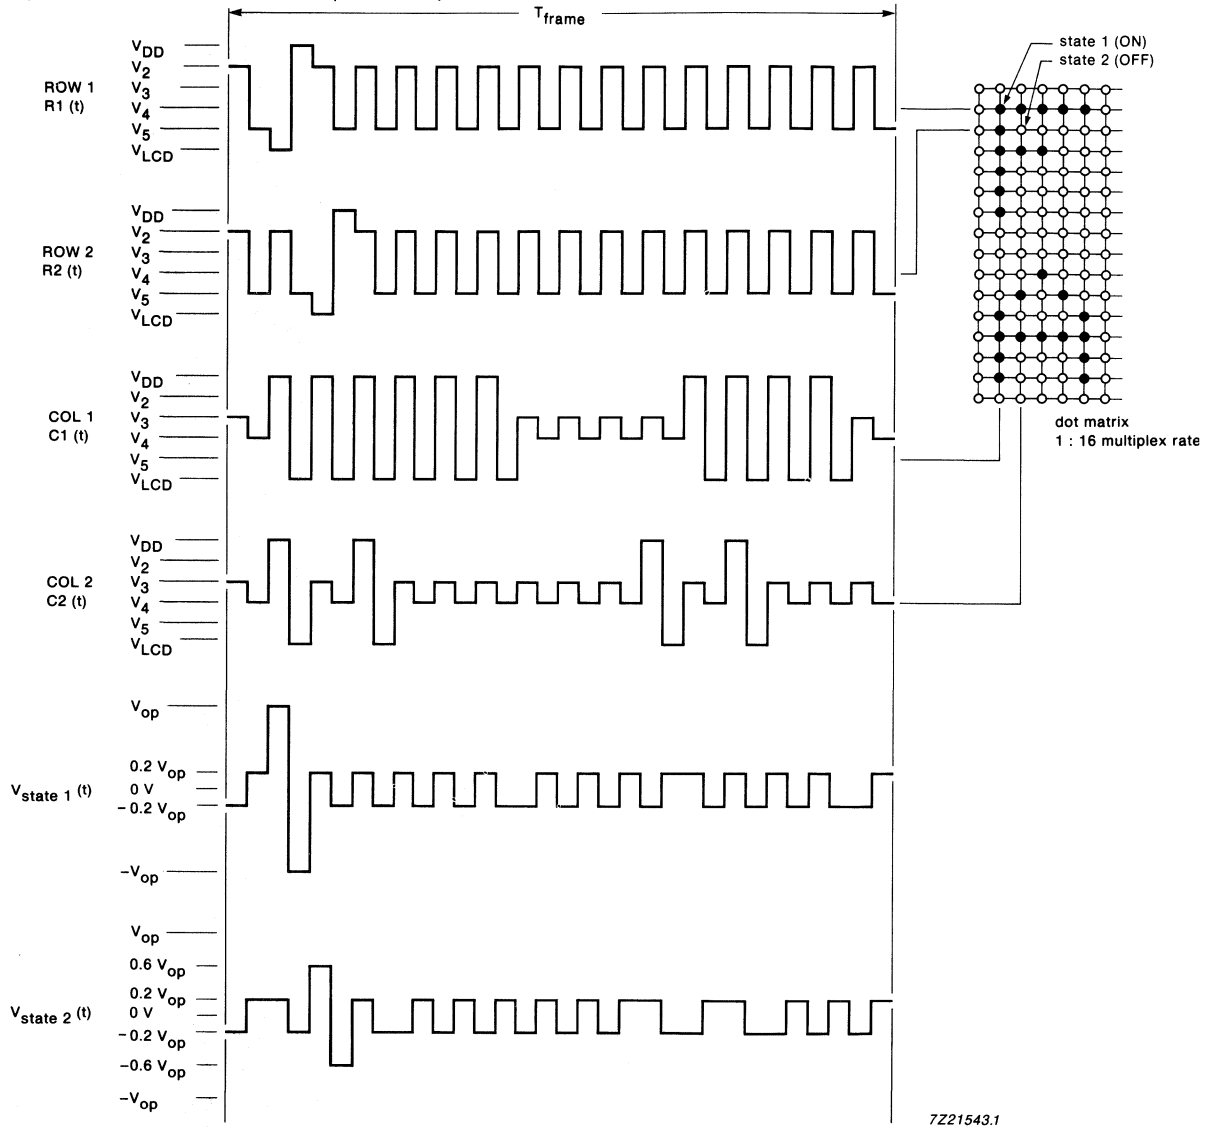 T frame
ROW 1
R1 (t)
VDD
V2
V3
V4
V5
VLCD
ROW 2
R2 (t)
VDD
V2
V3
V4
V5
VLCD
COL 1
C1 (t)
VDD
V2
V3
V4
V5
VLCD
COL 2
C2 (t)
VDD
V2
V3
V4
V5
VLCD
Vstate 1 (t)
Vop
0.2 Vop
0 V
−0.2 Vop
−Vop
Vstate 2 (t)
Vop
0.6 Vop
0.2 Vop
0 V
−0.2 Vop
−0.6 Vop
−Vop
state 1 (ON)
state 2 (OFF)
dot matrix
1 : 16 multiplex rate
7Z21543.1